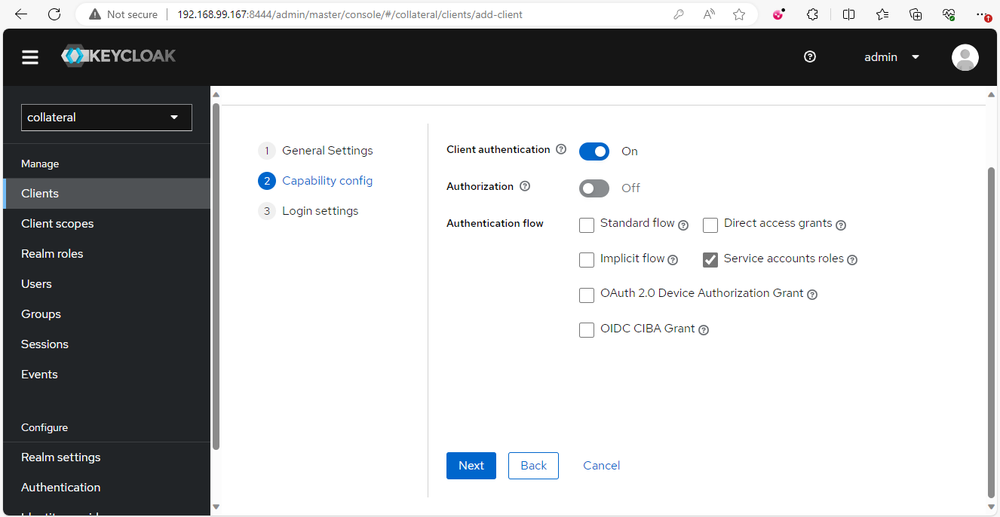 Not secure
192.168.99.167:8444/admin/master/console/#/collateral/clients/add-client
KEYCLOAK
admin
collateral
Manage
Clients
Client scopes
Realm roles
Users
Groups
Sessions
Events
Configure
Realm settings
Authentication
1 General Settings
2 Capability config
3 Login settings
Client authentication On
Authorization Off
Authentication flow
Standard flow Direct access grants
Implicit flow Service accounts roles
OAuth 2.0 Device Authorization Grant
OIDC CIBA Grant
Next Back Cancel